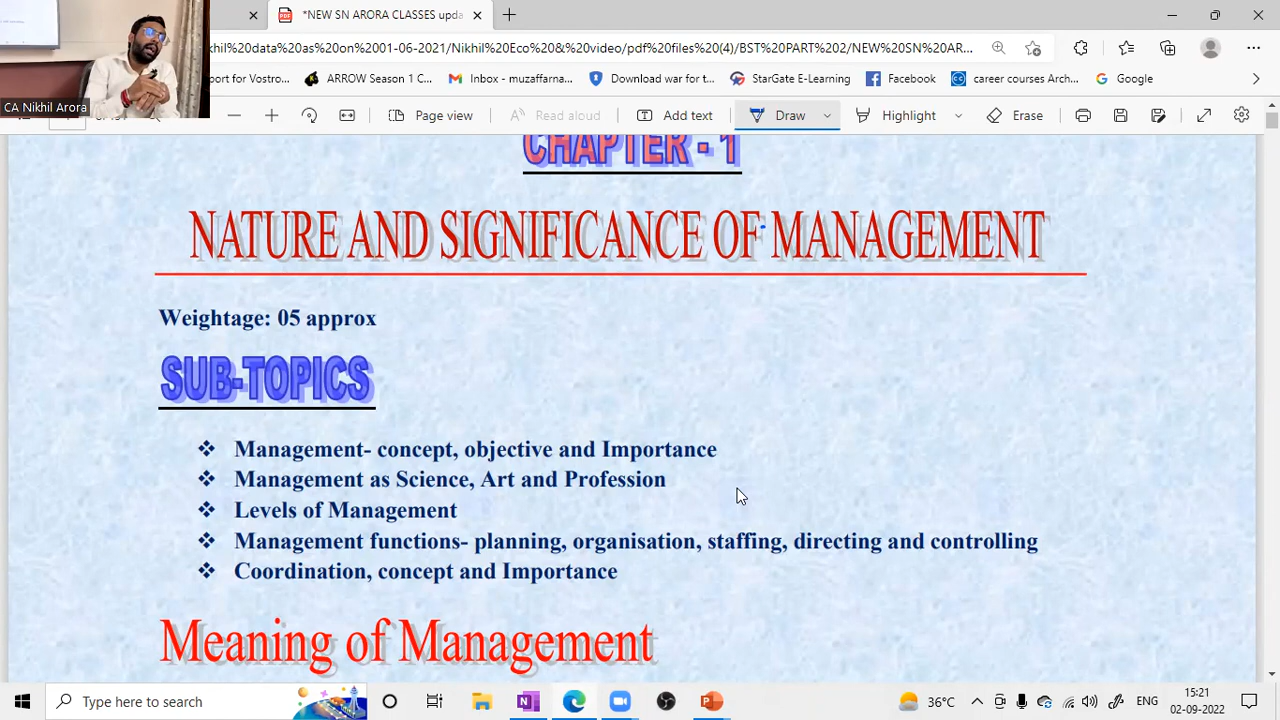 *NEW SN ARORA CLASSES upda
hil%20data%20as%20on%2001-06-2021/Nikhil%20Eco%20&%20video/pdf%20files%20(4)/BST%20PART%20B/NEW%20SN%20AR...
port for Vostro... ARROW Season 1 C... Inbox - muzaffarna... Download war for t... StarGate E-Learning Facebook career courses Arch... Google
Page view Read aloud Add text Draw Highlight Erase
CA Nikhil Arora
CHAPTER - 1
NATURE AND SIGNIFICANCE OF MANAGEMENT
Weightage: 05 approx
SUB-TOPICS
Management- concept, objective and Importance
Management as Science, Art and Profession
Levels of Management
Management functions- planning, organisation, staffing, directing and controlling
Coordination, concept and Importance
Meaning of Management
Type here to search 36°C ENG 15:21
02-09-2022